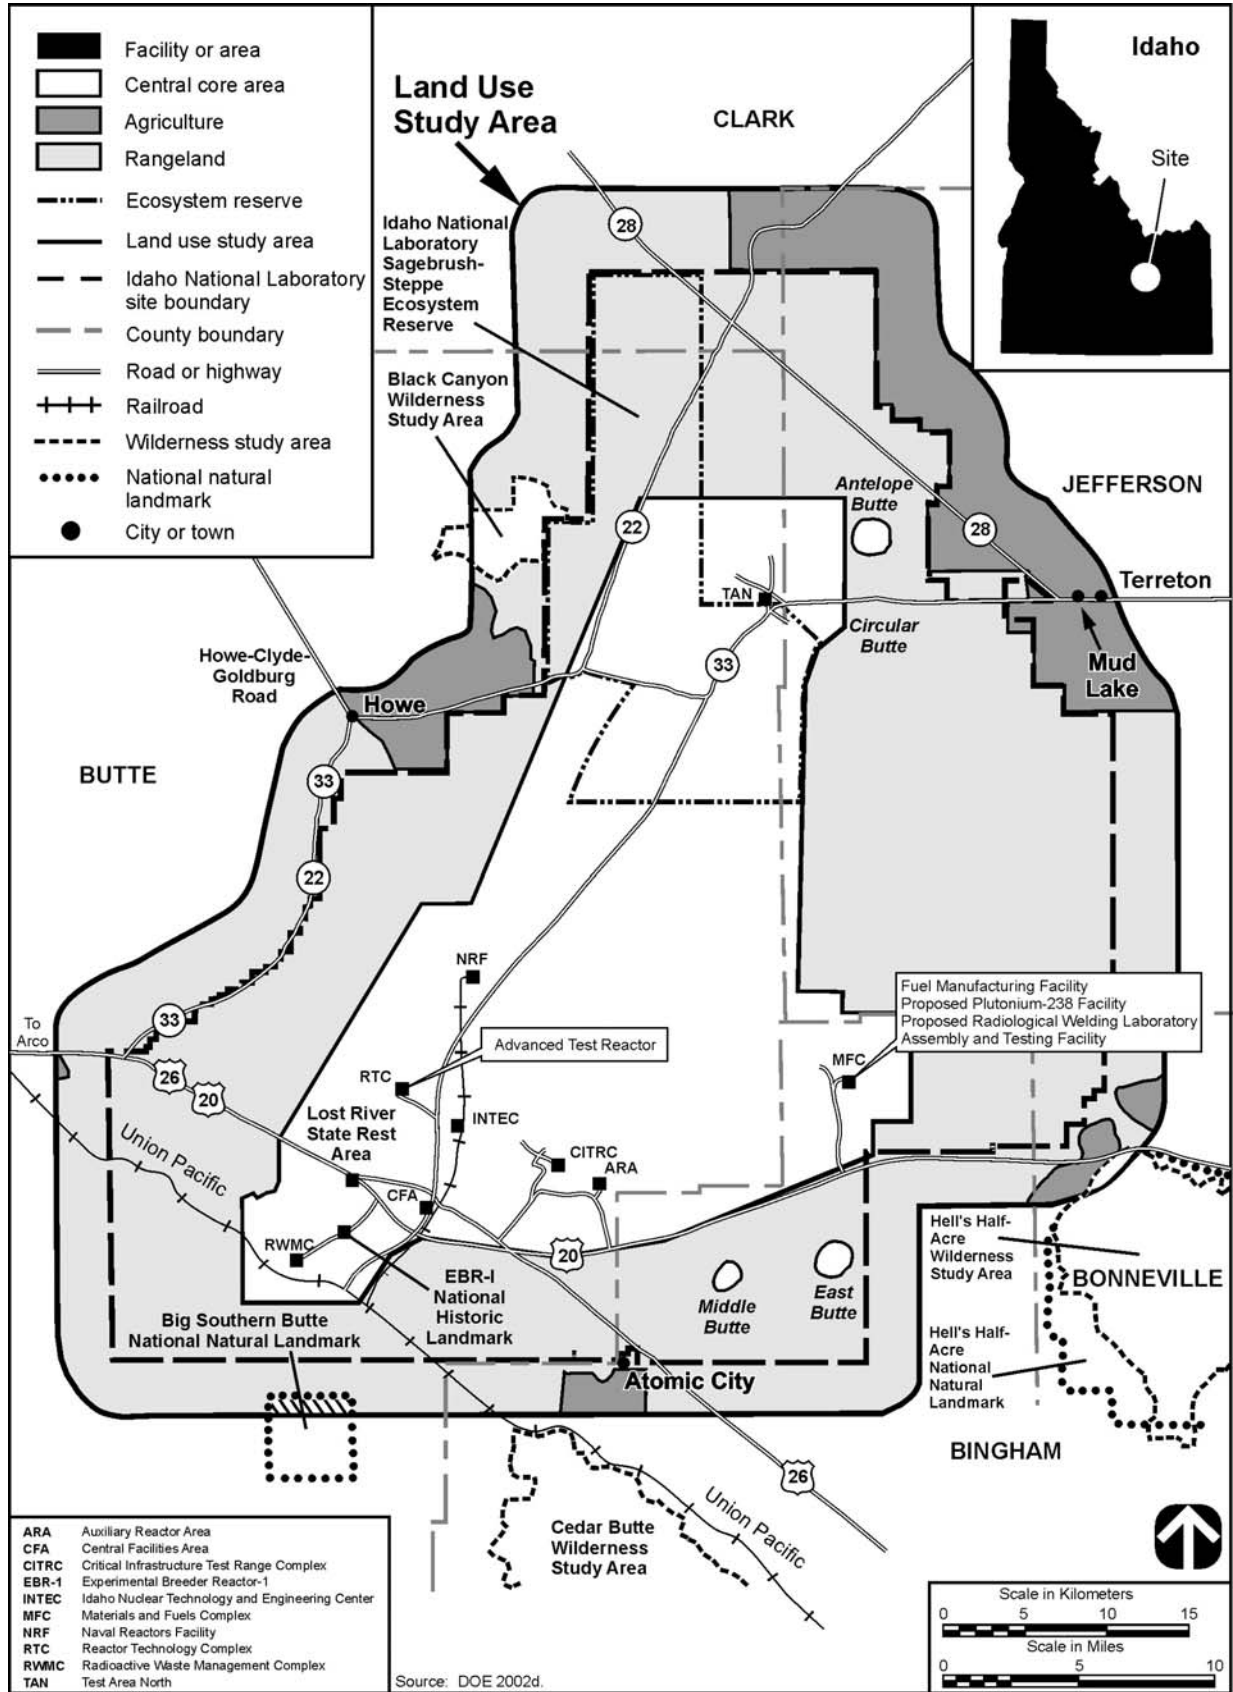 Facility or area
Central core area
Agriculture
Rangeland
Ecosystem reserve
Land use study area
Idaho National Laboratory
site boundary
County boundary
Road or highway
Railroad
Wilderness study area
National natural
landmark
City or town
Land Use
Study Area
CLARK
Idaho
Site
28
Idaho National
Laboratory
Sagebrush-
Steppe
Ecosystem
Reserve
Black Canyon
Wilderness
Study Area
22
Antelope
Butte
28
JEFFERSON
TAN
Terreton
Circular
Butte
33
Mud
Lake
Howe-Clyde-
Goldburg
Road
Howe
BUTTE
33
22
NRF
Fuel Manufacturing Facility
Proposed Plutonium-238 Facility
Proposed Radiological Welding Laboratory
Assembly and Testing Facility
To
Arco
33
Advanced Test Reactor
MFC
26
20
RTC
Lost River
State Rest
Area
INTEC
Union Pacific
CITRC
ARA
CFA
RWMC
20
EBR-I
National
Historic
Landmark
Middle
Butte
East
Butte
Hell's Half-
Acre
Wilderness
Study Area
BONNEVILLE
Big Southern Butte
National Natural Landmark
Hell's Half-
Acre
National
Natural
Landmark
Atomic City
BINGHAM
26
Union Pacific
Cedar Butte
Wilderness
Study Area
ARA Auxiliary Reactor Area
CFA Central Facilities Area
CITRC Critical Infrastructure Test Range Complex
EBR-1 Experimental Breeder Reactor-1
INTEC Idaho Nuclear Technology and Engineering Center
MFC Materials and Fuels Complex
NRF Naval Reactors Facility
RTC Reactor Technology Complex
RWMC Radioactive Waste Management Complex
TAN Test Area North
Source: DOE 2002d.
Scale in Kilometers
0 5 10 15
Scale in Miles
0 5 10